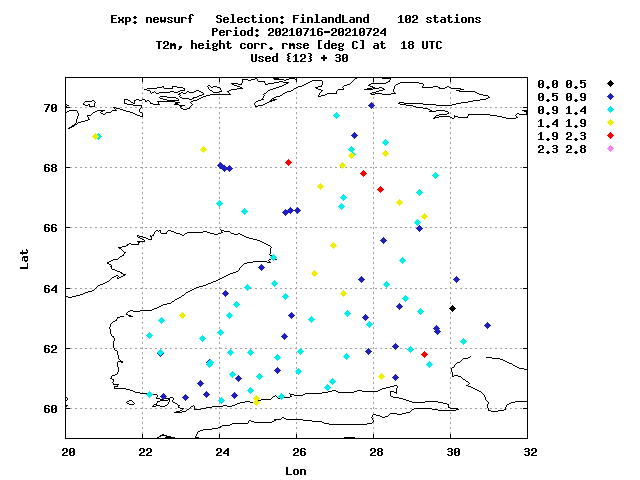 Exp: newsurf Selection: FinlandLand 102 stations
Period: 20210716-20210724
T2m, height corr. rmse [deg C] at 18 UTC
Used {12} + 30
0.0 0.5
0.5 0.9
0.9 1.4
1.4 1.9
1.9 2.3
2.3 2.8
70
68
66
64
62
60
Lat
20 22 24 26 28 30 32
Lon